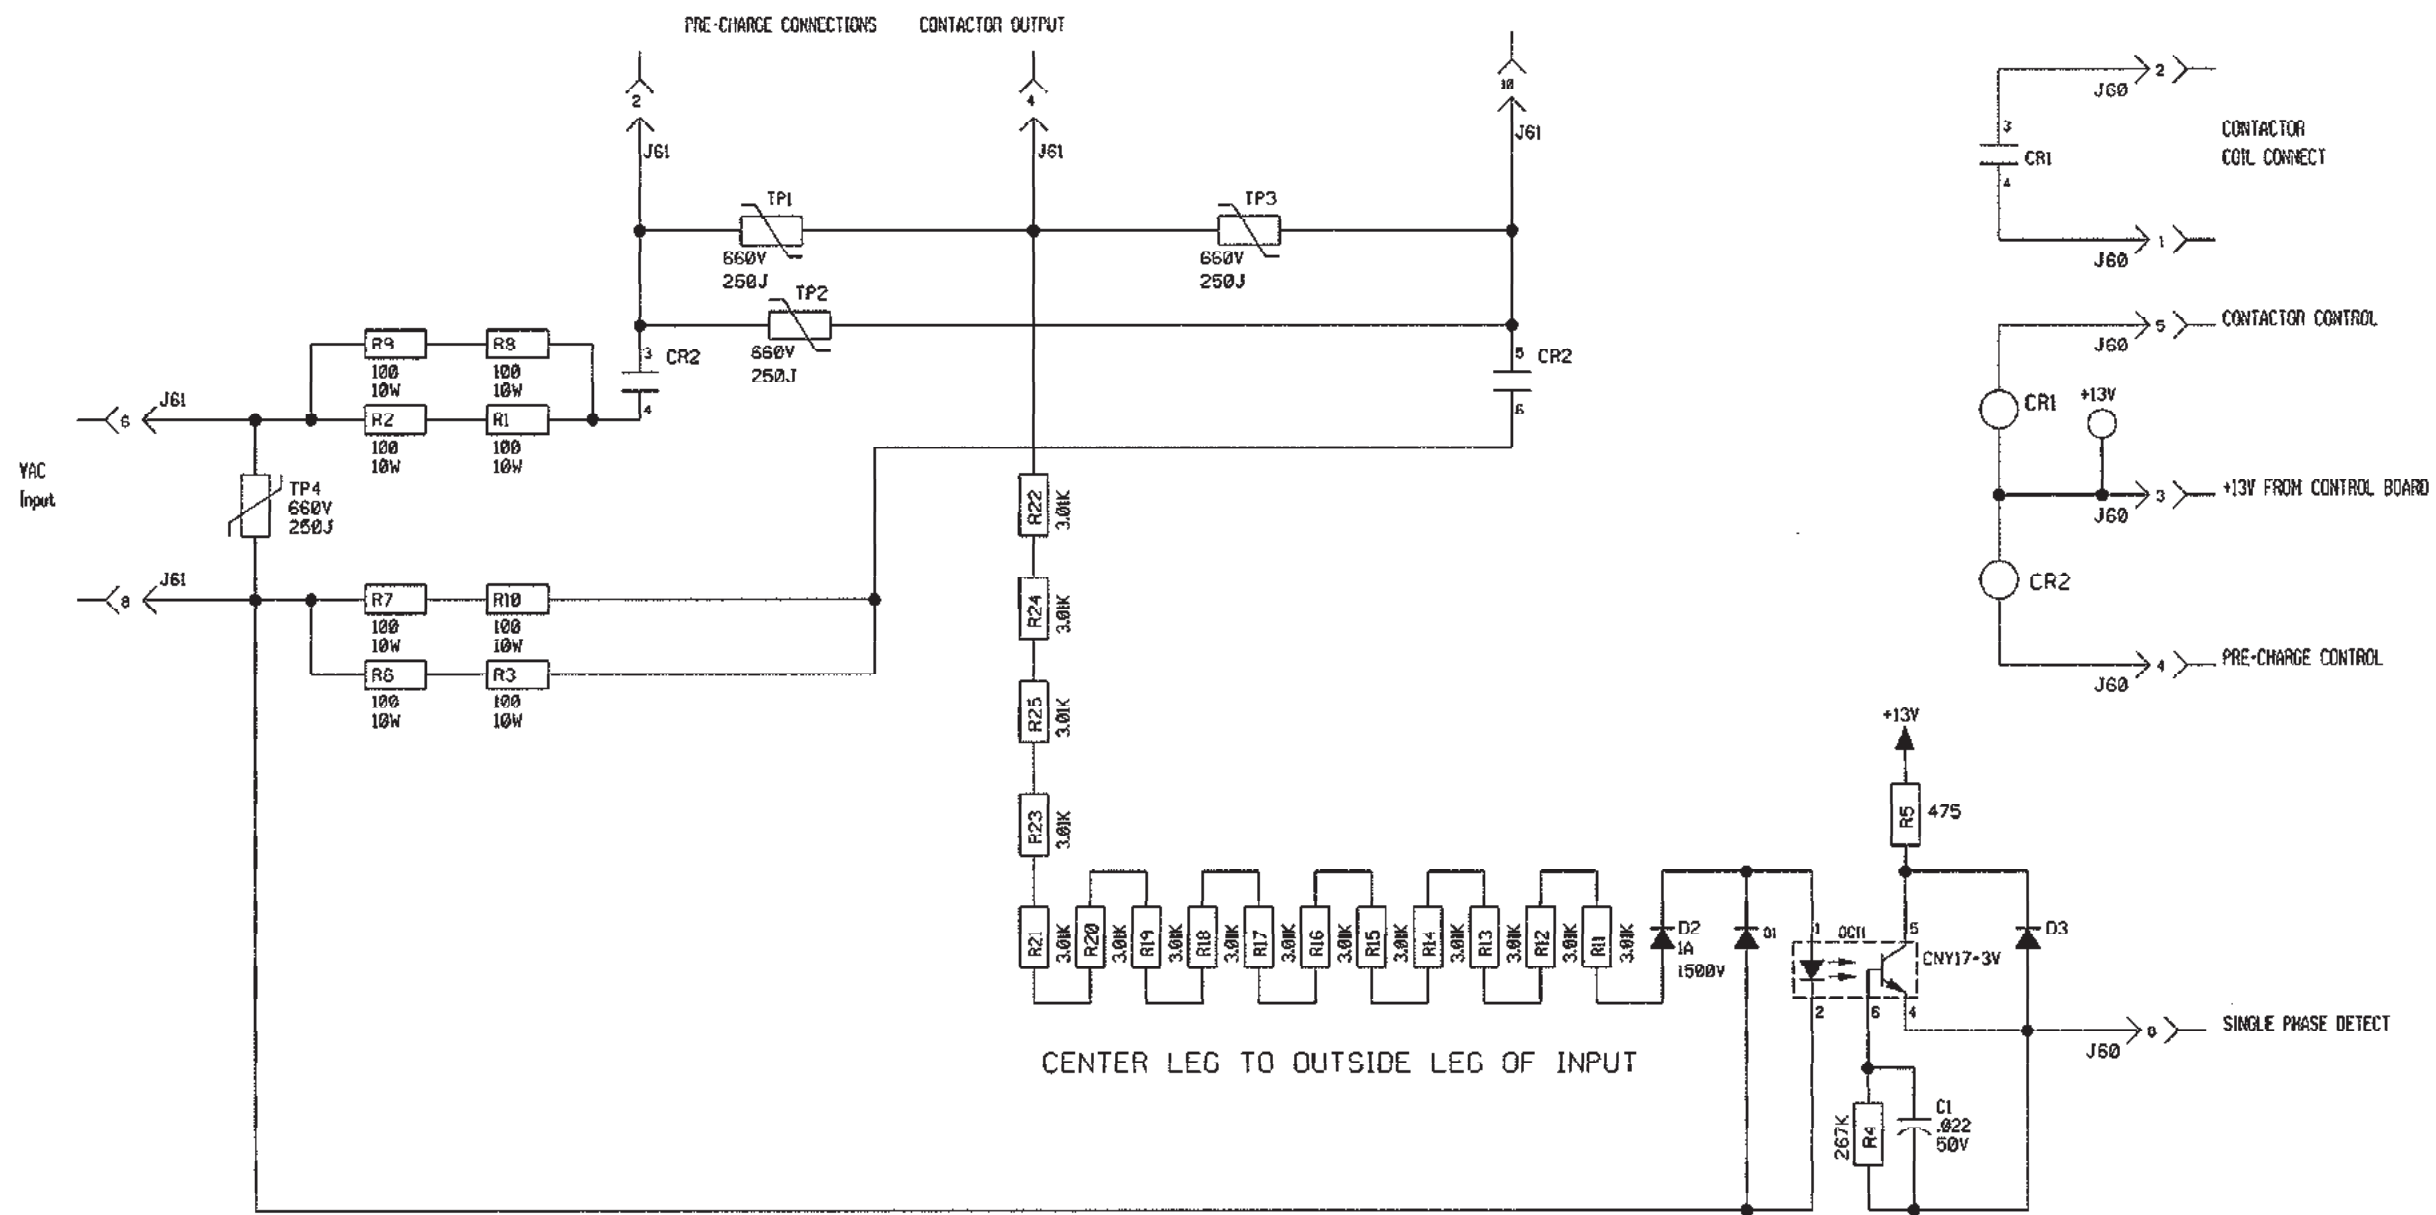 PRE-CHARGE CONNECTIONS
CONTACTOR OUTPUT
2
J61
4
J61
10
J61
TP1
660V
250J
TP3
660V
250J
TP2
660V
250J
3
CR2
4
5
CR2
6
R9
100
10W
R8
100
10W
R2
100
10W
R1
100
10W
6
J61
VAC
Input
TP4
660V
250J
8
J61
R7
100
10W
R10
100
10W
R6
100
10W
R3
100
10W
R22
3.01K
R24
3.01K
R25
3.01K
R23
3.01K
R21
3.01K
R20
3.01K
R19
3.01K
R18
3.01K
R17
3.01K
R16
3.01K
R15
3.01K
R14
3.01K
R13
3.01K
R12
3.01K
R11
3.01K
D2
1A
1500V
D1
1
OCI1
5
CNY17-3V
2
6
4
D3
+13V
R5
475
267K
R4
C1
.022
50V
J60
SINGLE PHASE DETECT
CENTER LEG TO OUTSIDE LEG OF INPUT
2
J60
3
CR1
4
CONTACTOR
COIL CONNECT
1
J60
5
CONTACTOR CONTROL
J60
CR1
+13V
3
+13V FROM CONTROL BOARD
J60
CR2
4
PRE-CHARGE CONTROL
J60